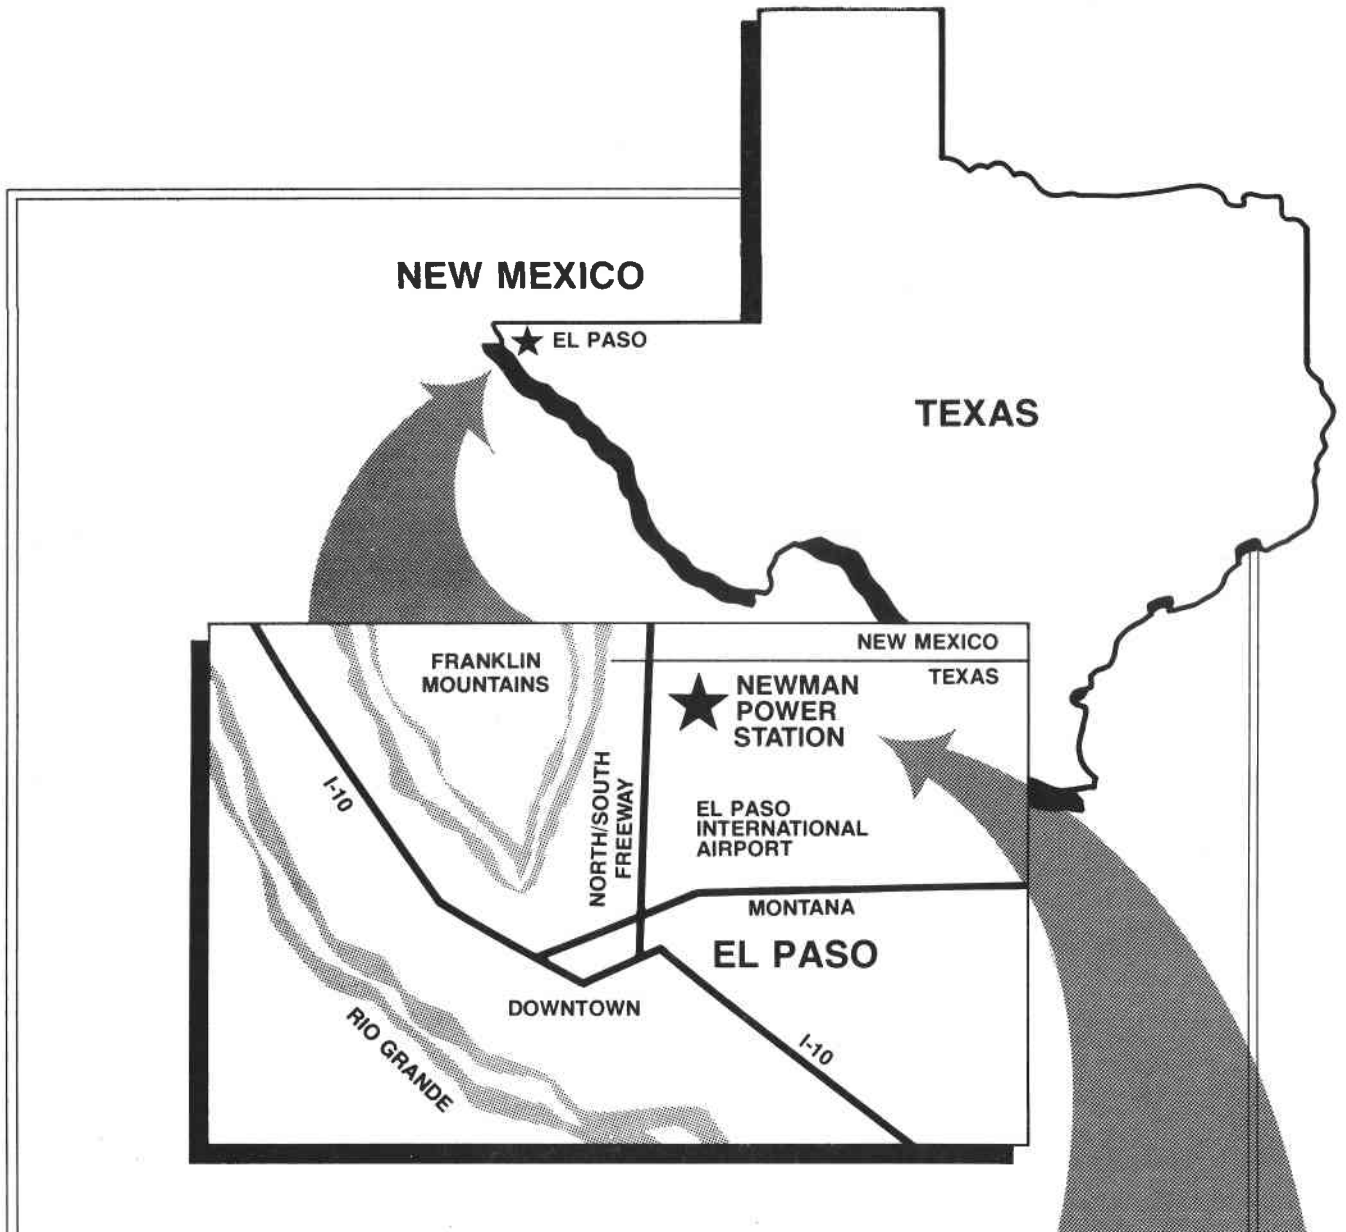 NEW MEXICO
EL PASO
TEXAS
NEW MEXICO
TEXAS
FRANKLIN
MOUNTAINS
NEWMAN
POWER
STATION
I-10
NORTH/SOUTH
FREEWAY
EL PASO
INTERNATIONAL
AIRPORT
MONTANA
EL PASO
DOWNTOWN
RIO GRANDE
I-10